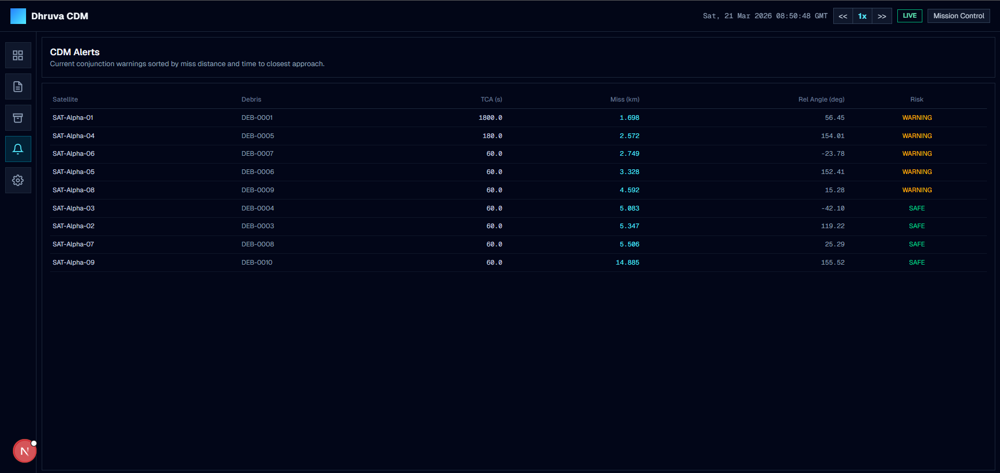 Dhruva CDM
Sat, 21 Mar 2026 08:50:48 GMT << 1x >> LIVE Mission Control
CDM Alerts
Current conjunction warnings sorted by miss distance and time to closest approach.
Satellite Debris TCA (s) Miss (km) Rel Angle (deg) Risk
SAT-Alpha-01 DEB-0001 1800.0 1.698 56.45 WARNING
SAT-Alpha-04 DEB-0005 180.0 2.572 154.01 WARNING
SAT-Alpha-06 DEB-0007 60.0 2.749 -23.78 WARNING
SAT-Alpha-05 DEB-0006 60.0 3.328 152.41 WARNING
SAT-Alpha-08 DEB-0009 60.0 4.592 15.28 WARNING
SAT-Alpha-03 DEB-0004 60.0 5.083 -42.10 SAFE
SAT-Alpha-02 DEB-0003 60.0 5.347 119.22 SAFE
SAT-Alpha-07 DEB-0008 60.0 5.506 25.29 SAFE
SAT-Alpha-09 DEB-0010 60.0 14.885 155.52 SAFE
N